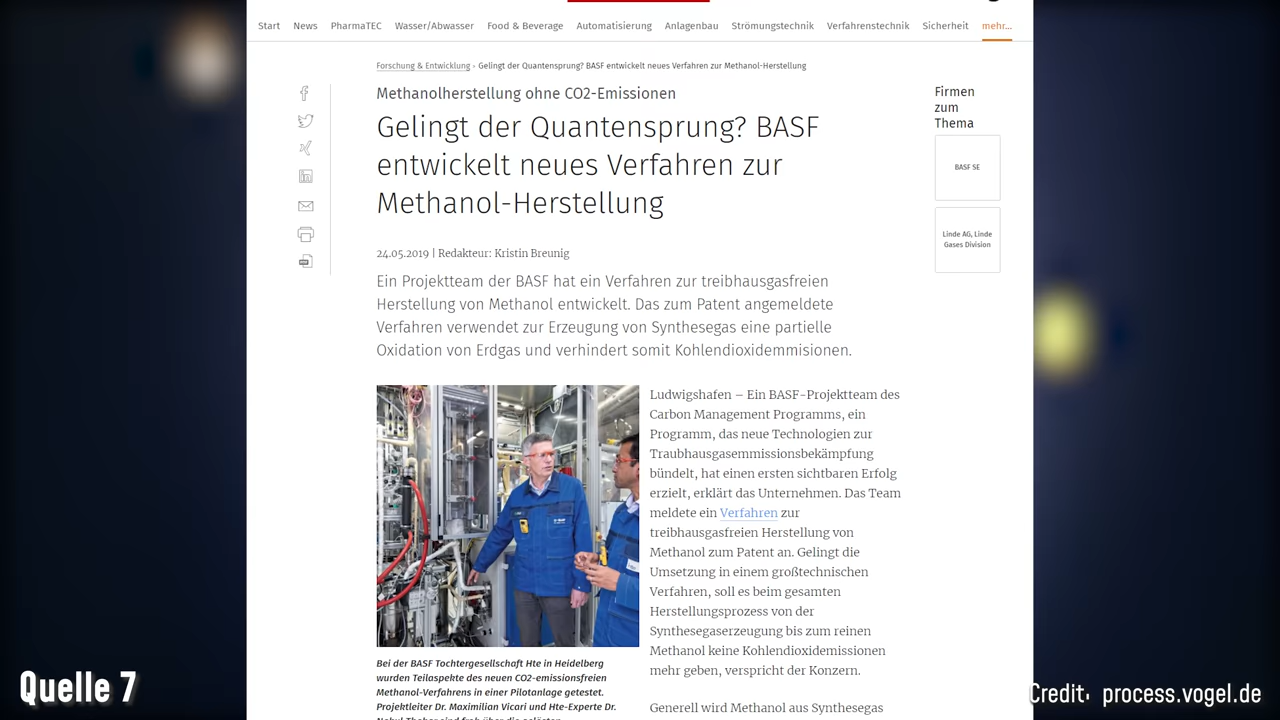 Start News PharmaTEC Wasser/Abwasser Food & Beverage Automatisierung Anlagenbau Strömungstechnik Verfahrenstechnik Sicherheit mehr...
Forschung & Entwicklung › Gelingt der Quantensprung? BASF entwickelt neues Verfahren zur Methanol-Herstellung
Methanolherstellung ohne CO2-Emissionen
Gelingt der Quantensprung? BASF
entwickelt neues Verfahren zur
Methanol-Herstellung
24.05.2019 | Redakteur: Kristin Breunig
Ein Projektteam der BASF hat ein Verfahren zur treibhausgasfreien
Herstellung von Methanol entwickelt. Das zum Patent angemeldete
Verfahren verwendet zur Erzeugung von Synthesegas eine partielle
Oxidation von Erdgas und verhindert somit Kohlendioxidemmisionen.
Ludwigshafen – Ein BASF-Projektteam des
Carbon Management Programms, ein
Programm, das neue Technologien zur
Traubhausgasemmissionsbekämpfung
bündelt, hat einen ersten sichtbaren Erfolg
erzielt, erklärt das Unternehmen. Das Team
meldete ein Verfahren zur
treibhausgasfreien Herstellung von
Methanol zum Patent an. Gelingt die
Umsetzung in einem großtechnischen
Verfahren, soll es beim gesamten
Herstellungsprozess von der
Synthesegaserzeugung bis zum reinen
Methanol keine Kohlendioxidemissionen
mehr geben, verspricht der Konzern.
Generell wird Methanol aus Synthesegas
Bei der BASF Tochtergesellschaft Hte in Heidelberg
wurden Teilaspekte des neuen CO2-emissionsfreien
Methanol-Verfahrens in einer Pilotanlage getestet.
Projektleiter Dr. Maximilian Vicari und Hte-Experte Dr.
Firmen
zum
Thema
BASF SE
Linde AG, Linde
Gases Division
Quelle 7
Credit: process.vogel.de